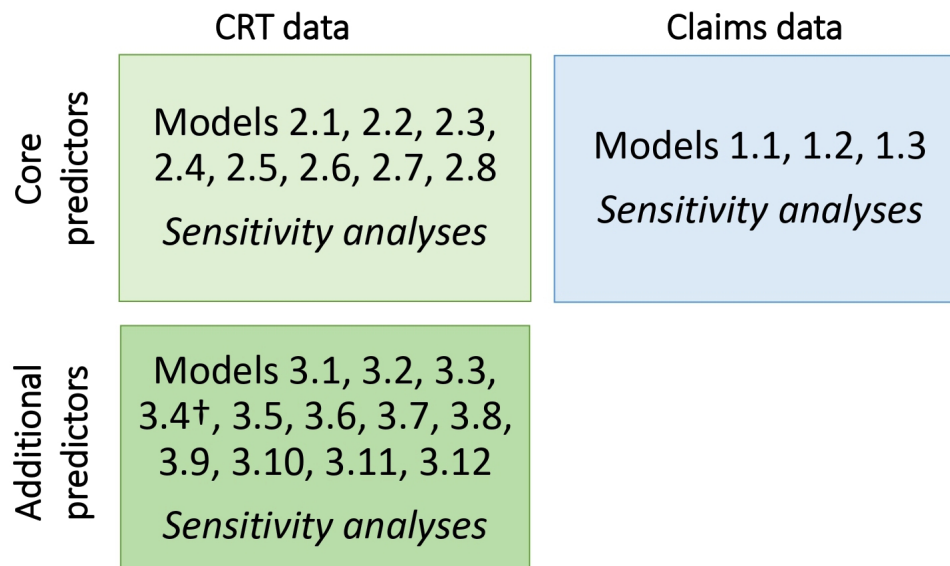 CRT data
Claims data
Core
predictors
Models 2.1, 2.2, 2.3,
2.4, 2.5, 2.6, 2.7, 2.8
Sensitivity analyses
Models 1.1, 1.2, 1.3
Sensitivity analyses
Additional
predictors
Models 3.1, 3.2, 3.3,
3.4†, 3.5, 3.6, 3.7, 3.8,
3.9, 3.10, 3.11, 3.12
Sensitivity analyses